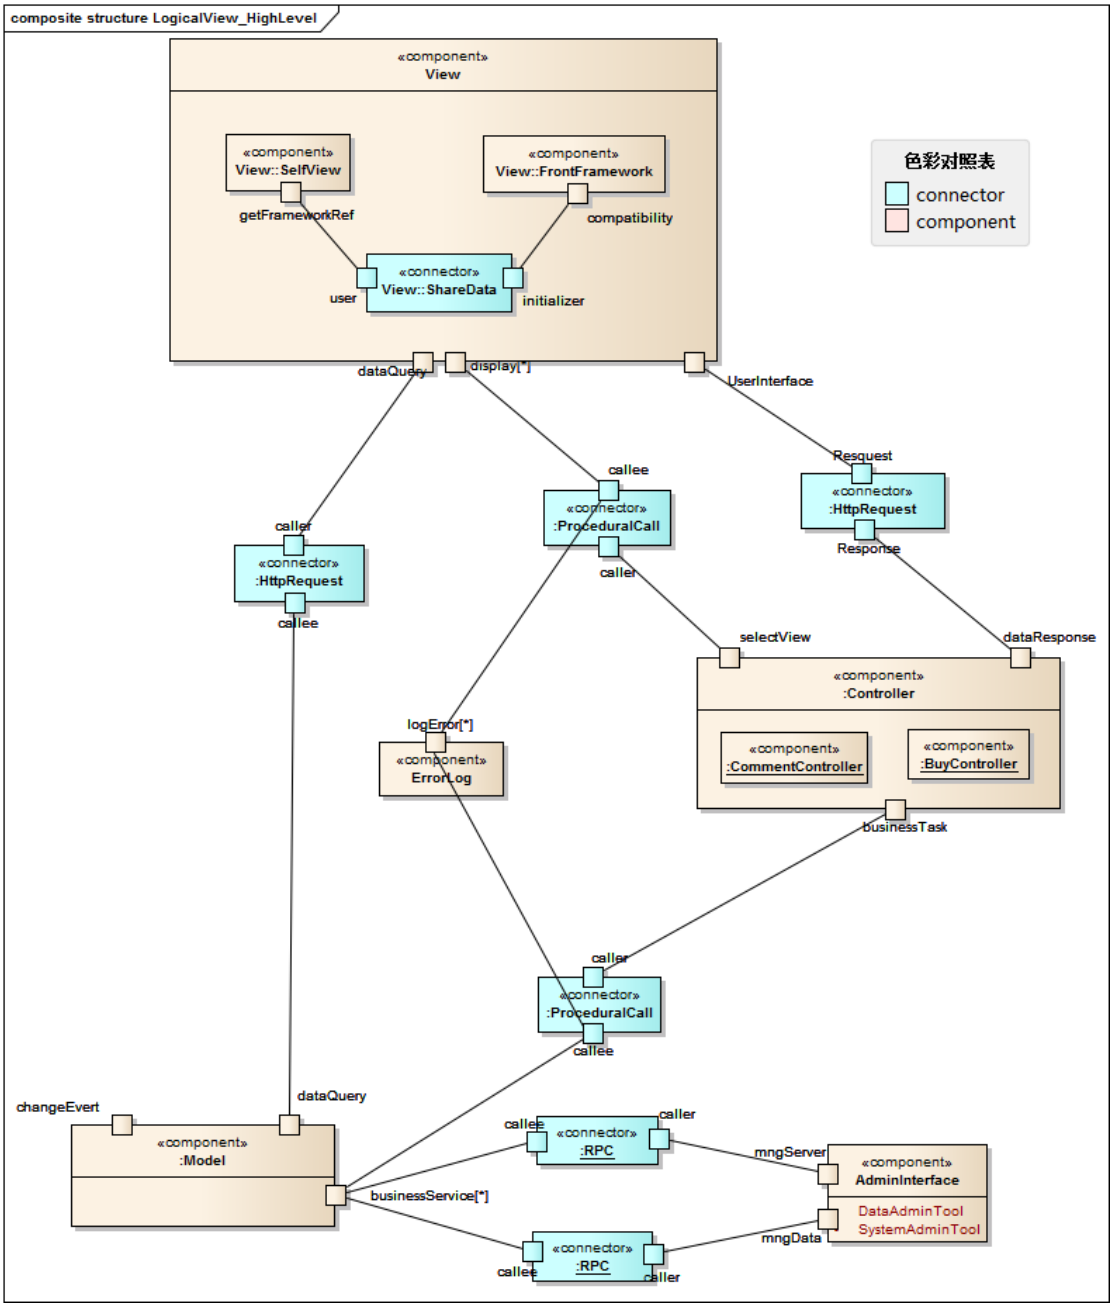 composite structure LogicalView_HighLevel
«component»
View
«component»
View::SelfView
«component»
View::FrontFramework
getFrameworkRef
compatibility
«connector»
View::ShareData
user
initializer
色彩对照表
connector
component
dataQuery
display[*]
UserInterface
callee
«connector»
:ProceduralCall
caller
Resquest
«connector»
:HttpRequest
Response
caller
«connector»
:HttpRequest
callee
selectView
dataResponse
«component»
:Controller
«component»
:CommentController
«component»
:BuyController
businessTask
logError[*]
«component»
ErrorLog
caller
«connector»
:ProceduralCall
callee
changeEvert
dataQuery
«component»
:Model
businessService[*]
callee
«connector»
:RPC
caller
mngServer
«component»
AdminInterface
DataAdminTool
SystemAdminTool
mngData
callee
«connector»
:RPC
caller